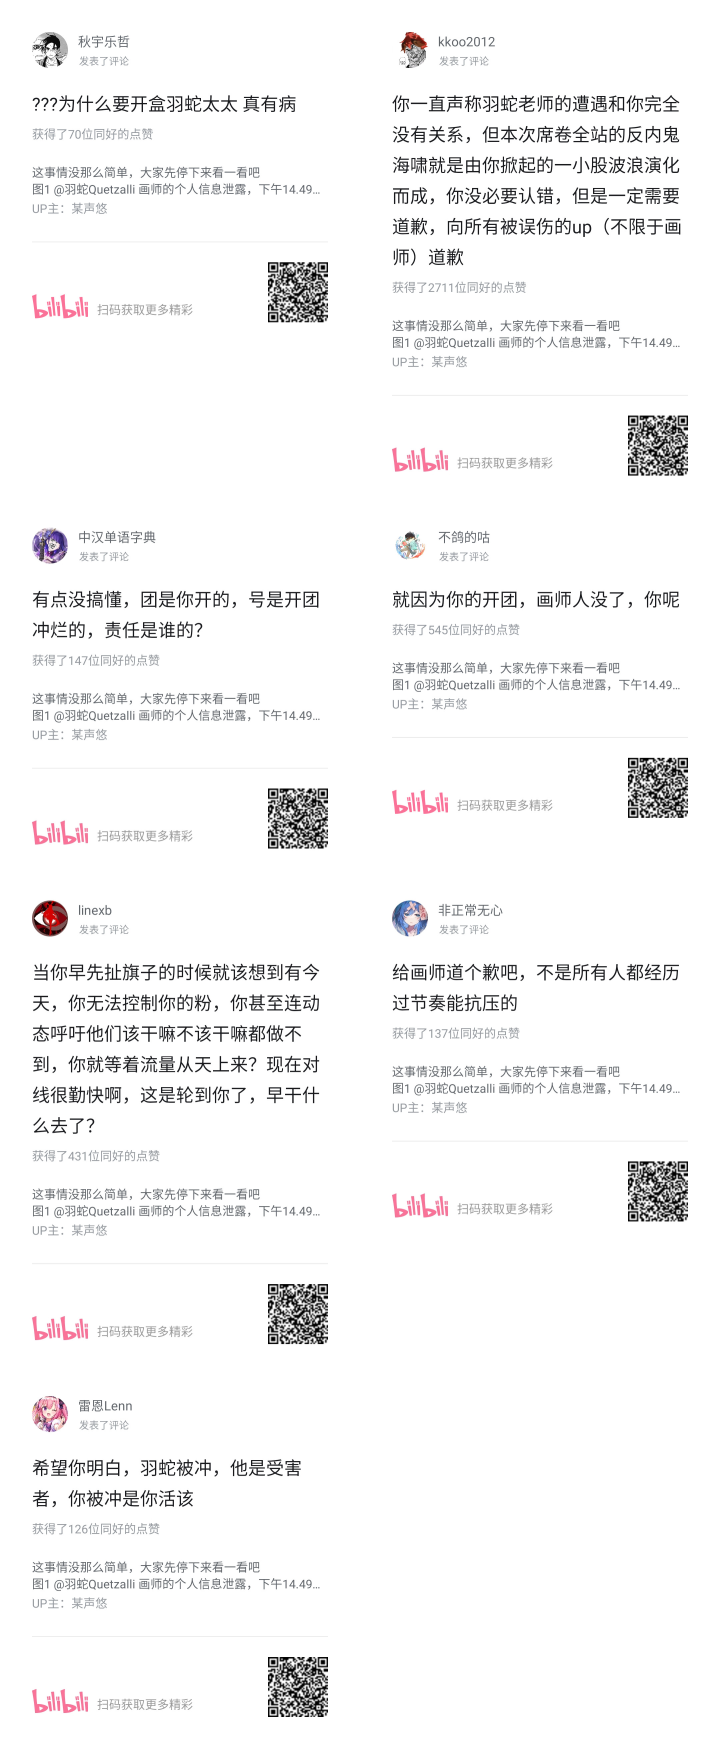 秋宇乐哲
发表了评论
???为什么要开盒羽蛇太太 真有病
获得了70位同好的点赞
这事情没那么简单，大家先停下来看一看吧
图1 @羽蛇Quetzalli 画师的个人信息泄露，下午14.49...
UP主：某声悠
bilibili 扫码获取更多精彩
kkoo2012
发表了评论
你一直声称羽蛇老师的遭遇和你完全
没有关系，但本次席卷全站的反内鬼
海啸就是由你掀起的一小股波浪演化
而成，你没必要认错，但是一定需要
道歉，向所有被误伤的up（不限于画
师）道歉
获得了2711位同好的点赞
这事情没那么简单，大家先停下来看一看吧
图1 @羽蛇Quetzalli 画师的个人信息泄露，下午14.49...
UP主：某声悠
bilibili 扫码获取更多精彩
中汉单语字典
发表了评论
有点没搞懂，团是你开的，号是开团
冲烂的，责任是谁的？
获得了147位同好的点赞
这事情没那么简单，大家先停下来看一看吧
图1 @羽蛇Quetzalli 画师的个人信息泄露，下午14.49...
UP主：某声悠
bilibili 扫码获取更多精彩
不鸽的咕
发表了评论
就因为你的开团，画师人没了，你呢
获得了545位同好的点赞
这事情没那么简单，大家先停下来看一看吧
图1 @羽蛇Quetzalli 画师的个人信息泄露，下午14.49...
UP主：某声悠
bilibili 扫码获取更多精彩
linexb
发表了评论
当你早先扯旗子的时候就该想到有今
天，你无法控制你的粉，你甚至连动
态呼吁他们该干嘛不该干嘛都做不
到，你就等着流量从天上来？现在对
线很勤快啊，这是轮到你了，早干什
么去了？
获得了431位同好的点赞
这事情没那么简单，大家先停下来看一看吧
图1 @羽蛇Quetzalli 画师的个人信息泄露，下午14.49...
UP主：某声悠
bilibili 扫码获取更多精彩
非正常无心
发表了评论
给画师道个歉吧，不是所有人都经历
过节奏能抗压的
获得了137位同好的点赞
这事情没那么简单，大家先停下来看一看吧
图1 @羽蛇Quetzalli 画师的个人信息泄露，下午14.49...
UP主：某声悠
bilibili 扫码获取更多精彩
雷恩Lenn
发表了评论
希望你明白，羽蛇被冲，他是受害
者，你被冲是你活该
获得了126位同好的点赞
这事情没那么简单，大家先停下来看一看吧
图1 @羽蛇Quetzalli 画师的个人信息泄露，下午14.49...
UP主：某声悠
bilibili 扫码获取更多精彩